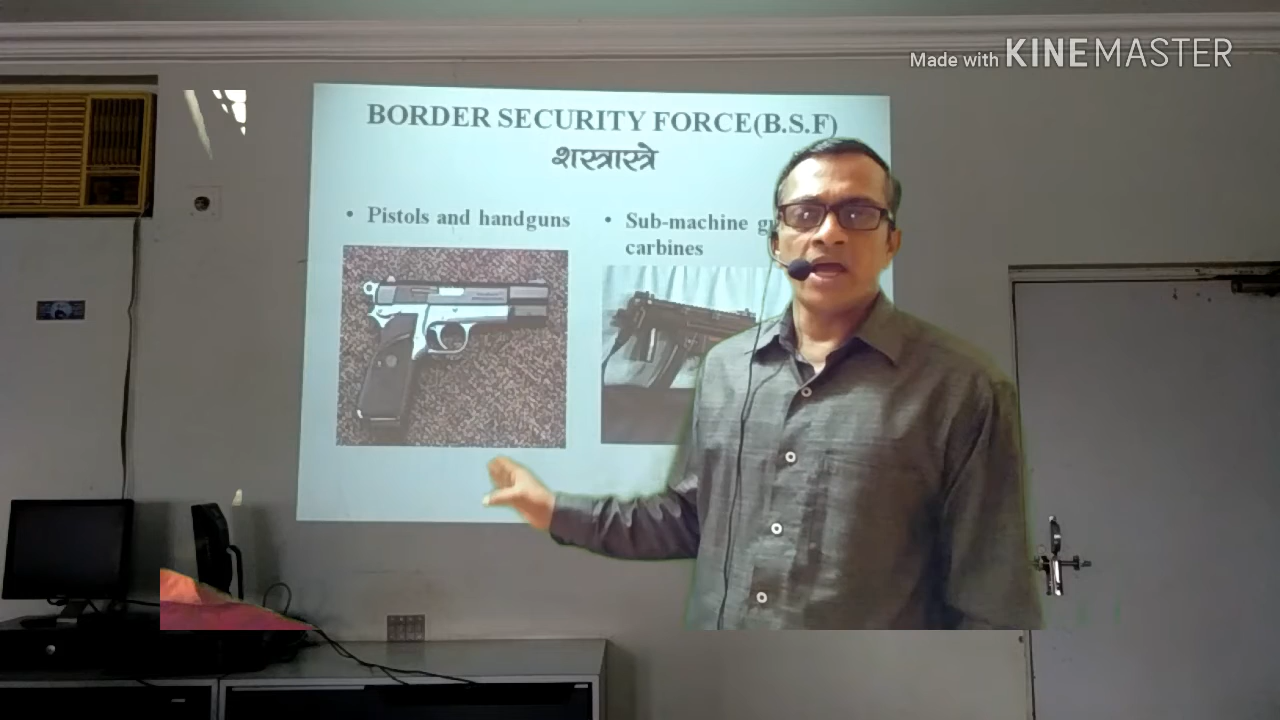 Made with KINEMASTER
BORDER SECURITY FORCE(B.S.F)
शस्त्रास्त्रे
• Pistols and handguns
• Sub-machine
carbines